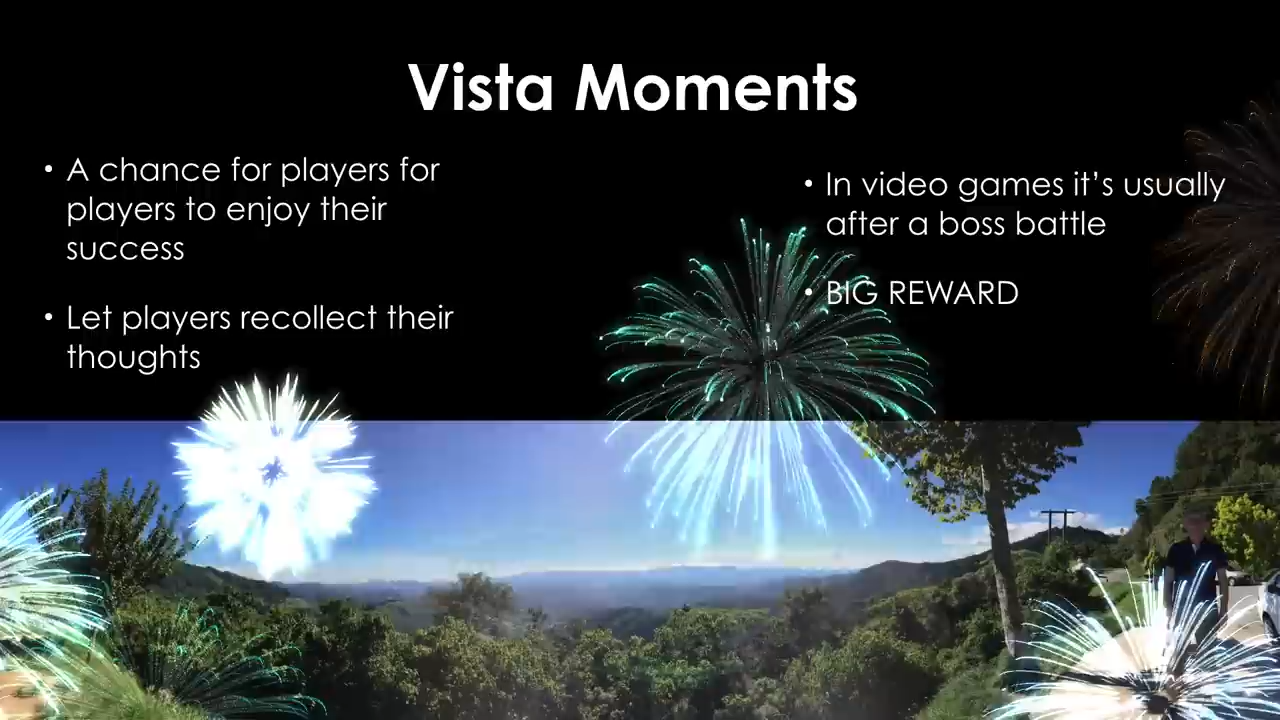 Vista Moments
• A chance for players for
players to enjoy their
success
• Let players recollect their
thoughts
• In video games it’s usually
after a boss battle
• BIG REWARD